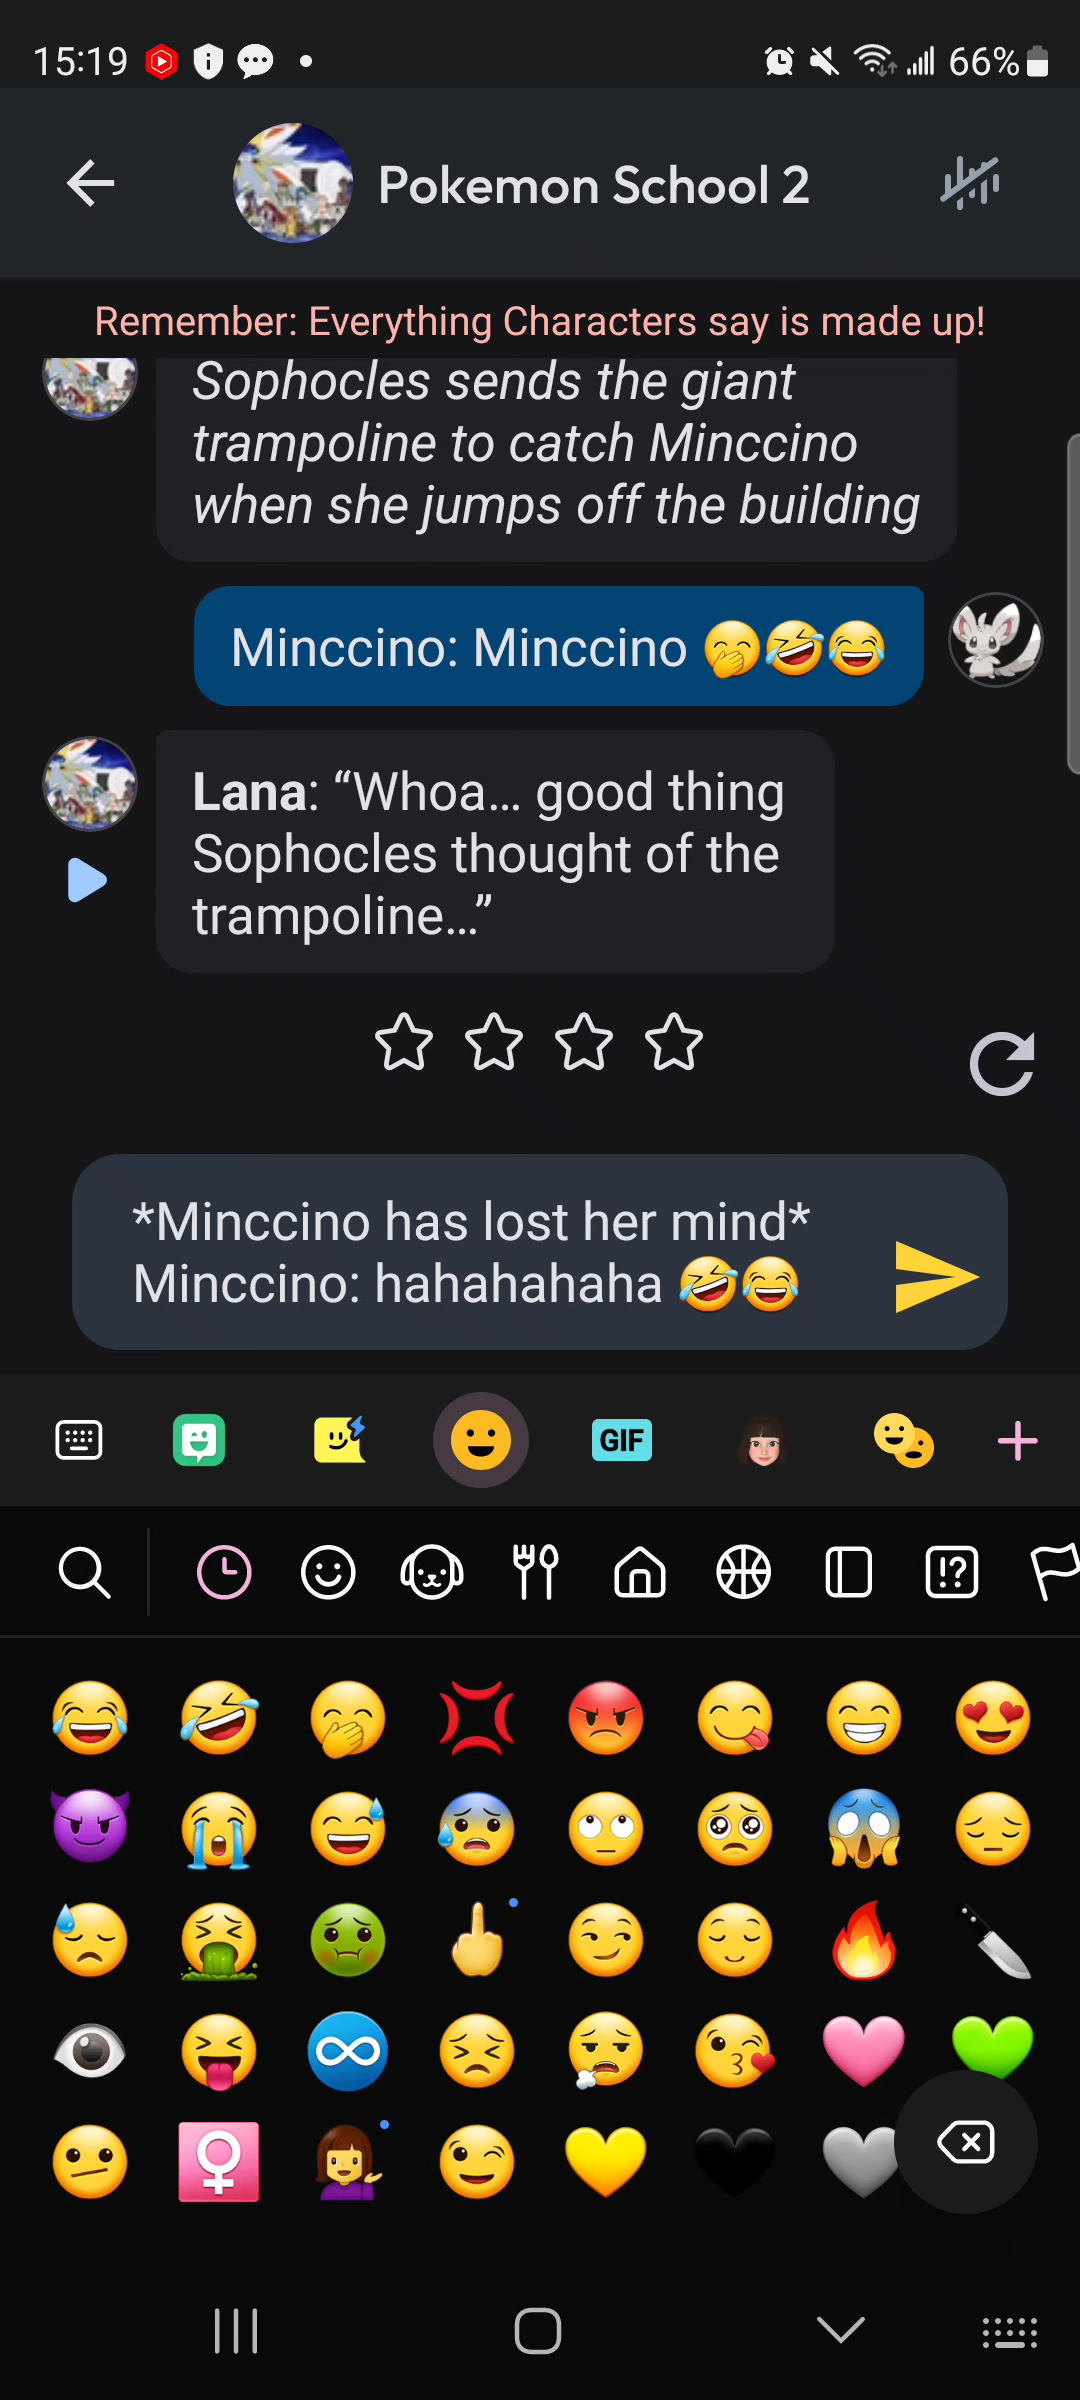 15:19
66%
Pokemon School 2
Remember: Everything Characters say is made up!
Sophocles sends the giant
trampoline to catch Minccino
when she jumps off the building
Minccino: Minccino 🤭🤣😂
Lana: “Whoa... good thing
Sophocles thought of the
trampoline...”
*Minccino has lost her mind*
Minccino: hahahahaha 🤣😂
GIF
!?